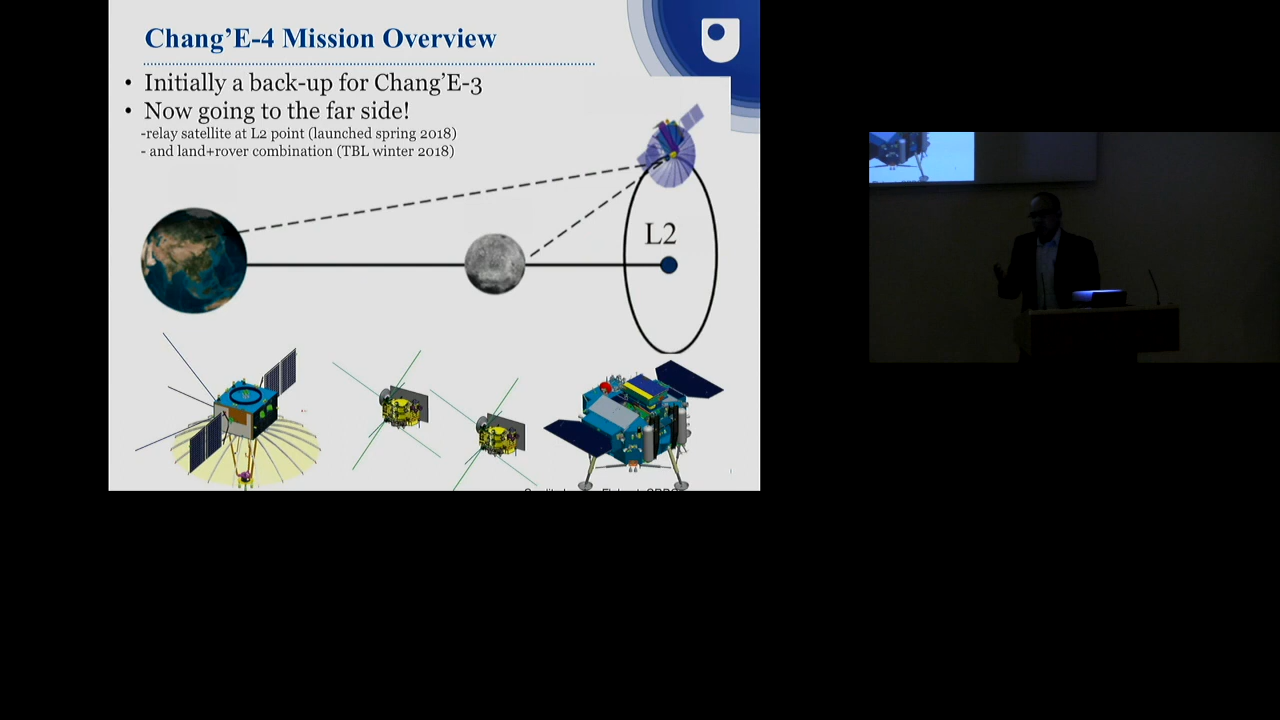 Chang’E-4 Mission Overview
• Initially a back-up for Chang’E-3
• Now going to the far side!
-relay satellite at L2 point (launched spring 2018)
- and land+rover combination (TBL winter 2018)
L2